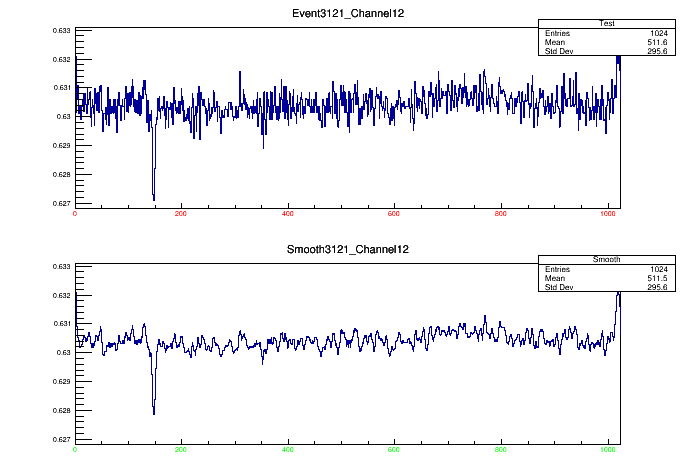 Event3121_Channel12
Test
Entries 1024
Mean 511.6
Std Dev 295.6
0.633
0.632
0.631
0.63
0.629
0.628
0.627
0 200 400 600 800 1000
Smooth3121_Channel12
Smooth
Entries 1024
Mean 511.5
Std Dev 295.6
0.633
0.632
0.631
0.63
0.629
0.628
0.627
0 200 400 600 800 1000